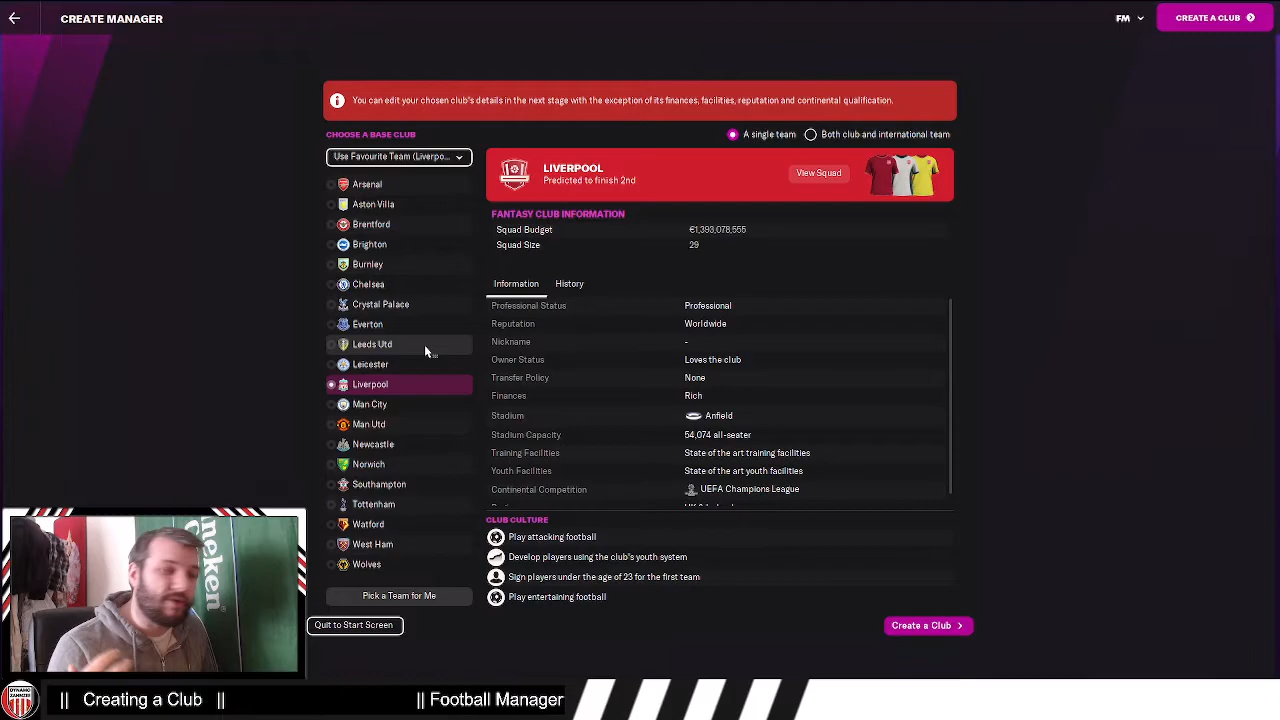 CREATE MANAGER
FM
CREATE A CLUB
You can edit your chosen club's details in the next stage with the exception of its finances, facilities, reputation and continental qualification.
CHOOSE A BASE CLUB
A single team
Both club and international team
Use Favourite Team (Liverpo...
Arsenal
Aston Villa
Brentford
Brighton
Burnley
Chelsea
Crystal Palace
Everton
Leeds Utd
Leicester
Liverpool
Man City
Man Utd
Newcastle
Norwich
Southampton
Tottenham
Watford
West Ham
Wolves
Pick a Team for Me
Quit to Start Screen
LIVERPOOL
Predicted to finish 2nd
View Squad
FANTASY CLUB INFORMATION
Squad Budget €1,393,078,555
Squad Size 29
Information History
Professional Status Professional
Reputation Worldwide
Nickname -
Owner Status Loves the club
Transfer Policy None
Finances Rich
Stadium Anfield
Stadium Capacity 54,074 all-seater
Training Facilities State of the art training facilities
Youth Facilities State of the art youth facilities
Continental Competition UEFA Champions League
CLUB CULTURE
Play attacking football
Develop players using the club's youth system
Sign players under the age of 23 for the first team
Play entertaining football
Create a Club
Heineken
DYNAMO
|| Creating a Club || || Football Manager